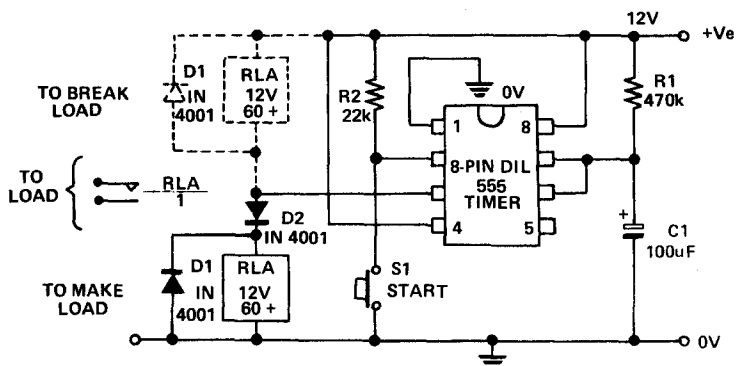 12V
+Ve
D1
IN
4001
RLA
12V
60 +
TO BREAK
LOAD
R2
22k
0V
R1
470k
1
8
8-PIN DIL
555
TIMER
4
5
TO
LOAD
RLA
1
D2
IN 4001
+
C1
100uF
D1
IN
4001
RLA
12V
60 +
S1
START
TO MAKE
LOAD
0V